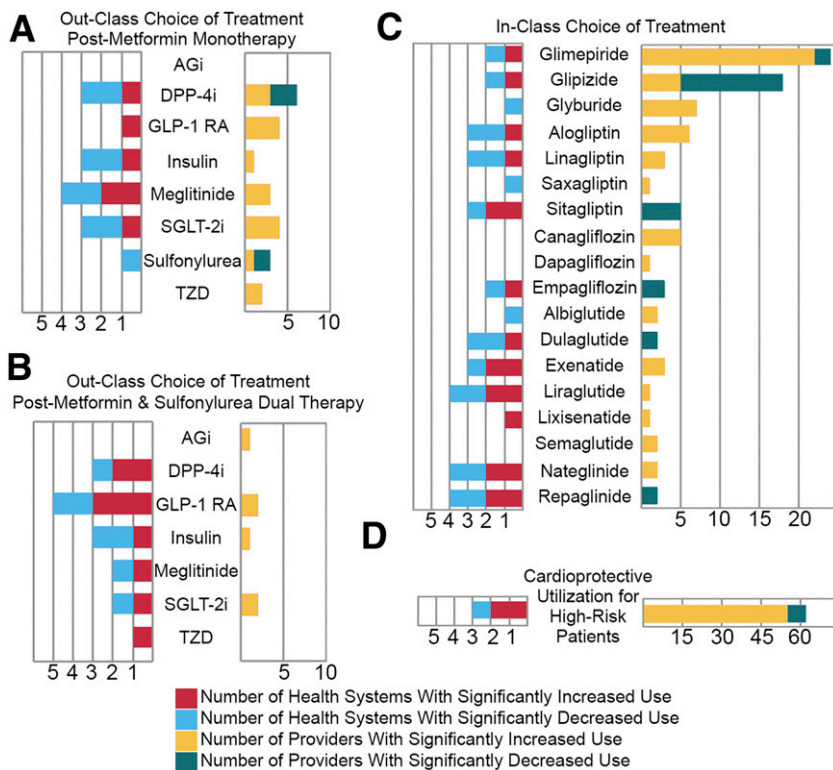 A
Out-Class Choice of Treatment
Post-Metformin Monotherapy
AGi
DPP-4i
GLP-1 RA
Insulin
Meglitinide
SGLT-2i
Sulfonylurea
TZD
5 4 3 2 1
5 10
B
Out-Class Choice of Treatment
Post-Metformin & Sulfonylurea Dual Therapy
AGi
DPP-4i
GLP-1 RA
Insulin
Meglitinide
SGLT-2i
TZD
5 4 3 2 1
5 10
C
In-Class Choice of Treatment
Glimepiride
Glipizide
Glyburide
Alogliptin
Linagliptin
Saxagliptin
Sitagliptin
Canagliflozin
Dapagliflozin
Empagliflozin
Albiglutide
Dulaglutide
Exenatide
Liraglutide
Lixisenatide
Semaglutide
Nateglinide
Repaglinide
5 4 3 2 1
5 10 15 20
D
Cardioprotective
Utilization for
High-Risk
Patients
5 4 3 2 1
15 30 45 60
Number of Health Systems With Significantly Increased Use
Number of Health Systems With Significantly Decreased Use
Number of Providers With Significantly Increased Use
Number of Providers With Significantly Decreased Use